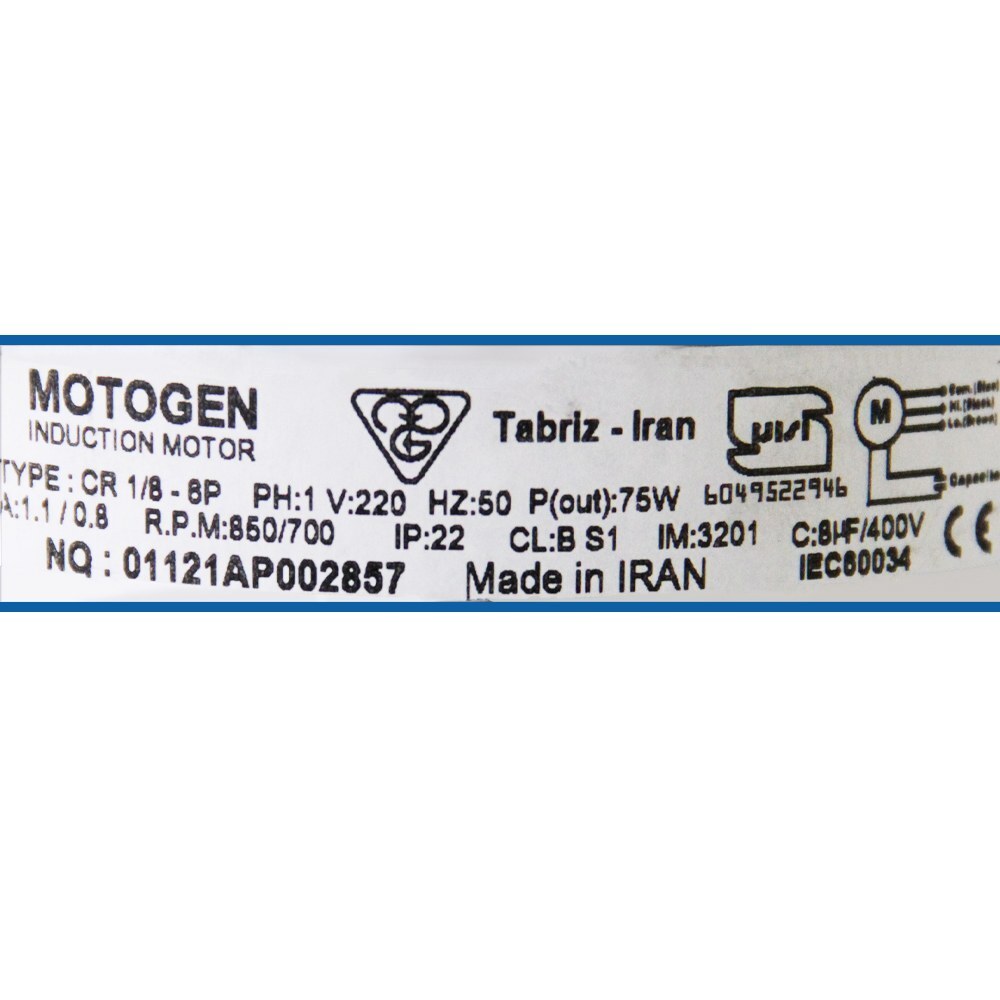 MOTOGEN
INDUCTION MOTOR
Tabriz - Iran
M
TYPE : CR 1/8 - 6P PH:1 V:220 HZ:50 P(out):75W 6049522946
A:1.1 / 0.8 R.P.M:850/700 IP:22 CL:B S1 IM:3201 C:8µF/400V CE
NQ : 01121AP002857 Made in IRAN IEC60034